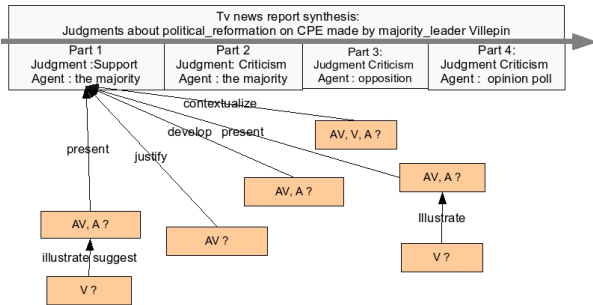 Tv news report synthesis:
Judgments about political_reformation on CPE made by majority_leader Villepin
Part 1
Judgment :Support
Agent : the majority
Part 2
Judgment: Criticism
Agent : the majority
Part 3:
Judgment Criticism
Agent : opposition
Part 4:
Judgment Criticism
Agent : opinion poll
contextualize
AV, V, A ?
develop
present
present
justify
AV, A ?
AV, A ?
AV, A ?
Illustrate
AV ?
illustrate suggest
V ?
V ?